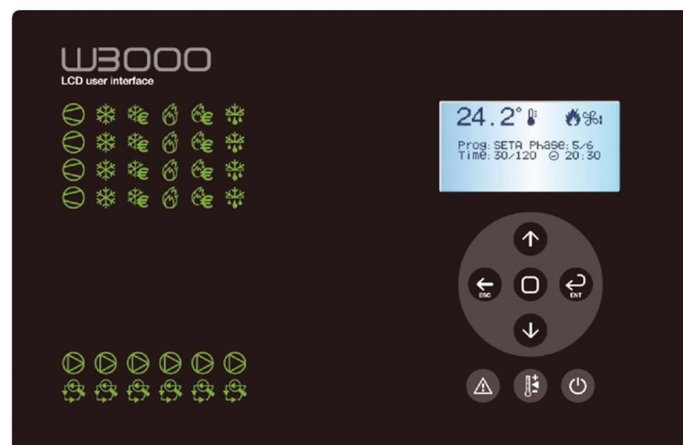 W3000
LCD user interface
24.2°
Prog: SETA Phase: 5/6
Time: 30/120 20:30
ESC
ENT